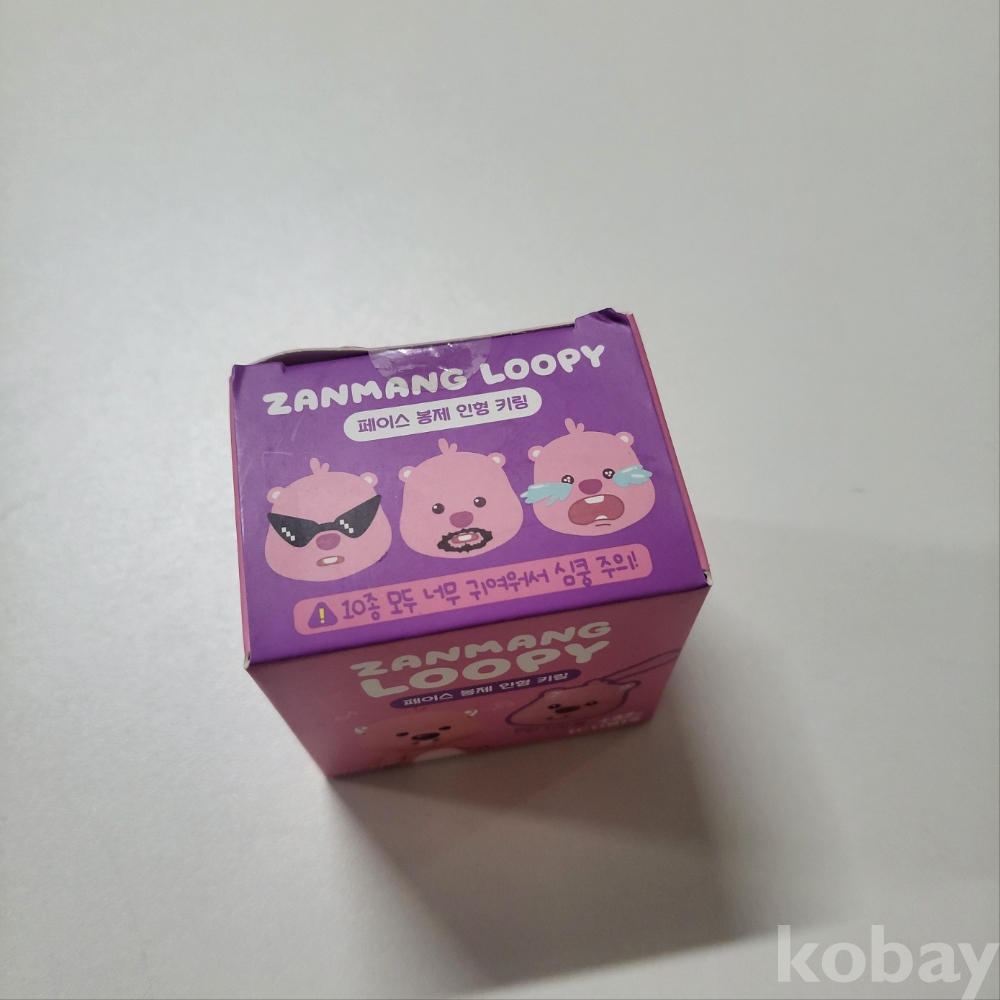 ZANMANG LOOPY
페이스 봉제 인형 키링
10종 모두 너무 귀여워서 심쿵 주의!
ZANMANG
LOOPY
페이스 봉제 인형 키링
kobay